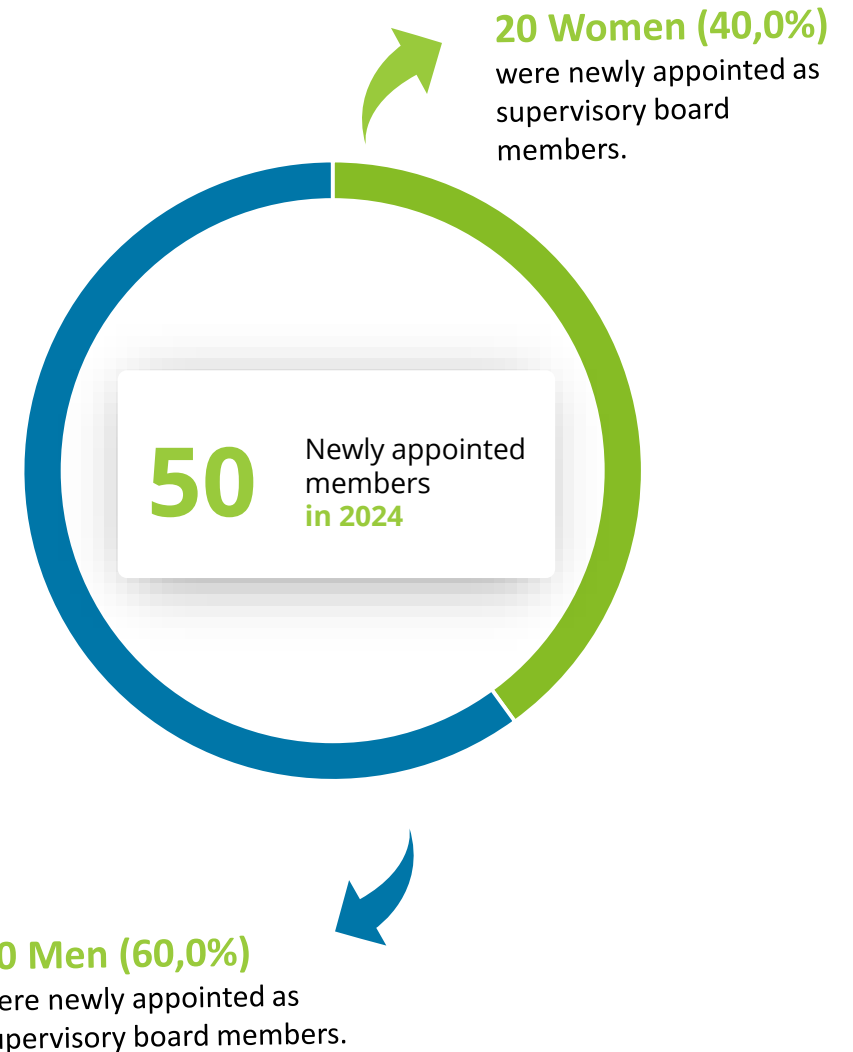 20 Women (40,0%)
were newly appointed as
supervisory board
members.
50
Newly appointed
members
in 2024
0 Men (60,0%)
ere newly appointed as
upervisory board members.